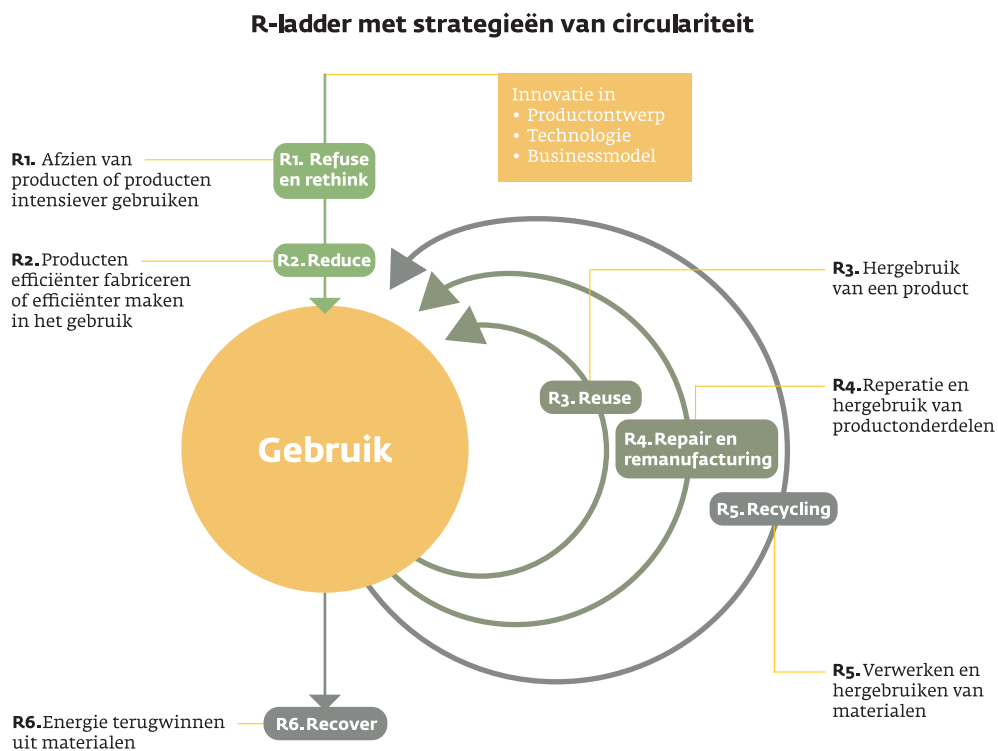 R-ladder met strategieën van circulariteit
Innovatie in
• Productontwerp
• Technologie
• Businessmodel
R1. Afzien van
producten of producten
intensiever gebruiken
R1. Refuse
en rethink
R2. Producten
efficiënter fabriceren
of efficiënter maken
in het gebruik
R2. Reduce
R3. Hergebruik
van een product
R3. Reuse
R4. Reperatie en
hergebruik van
productonderdelen
R4. Repair en
remanufacturing
Gebruik
R5. Recycling
R5. Verwerken en
hergebruiken van
materialen
R6. Energie terugwinnen
uit materialen
R6. Recover